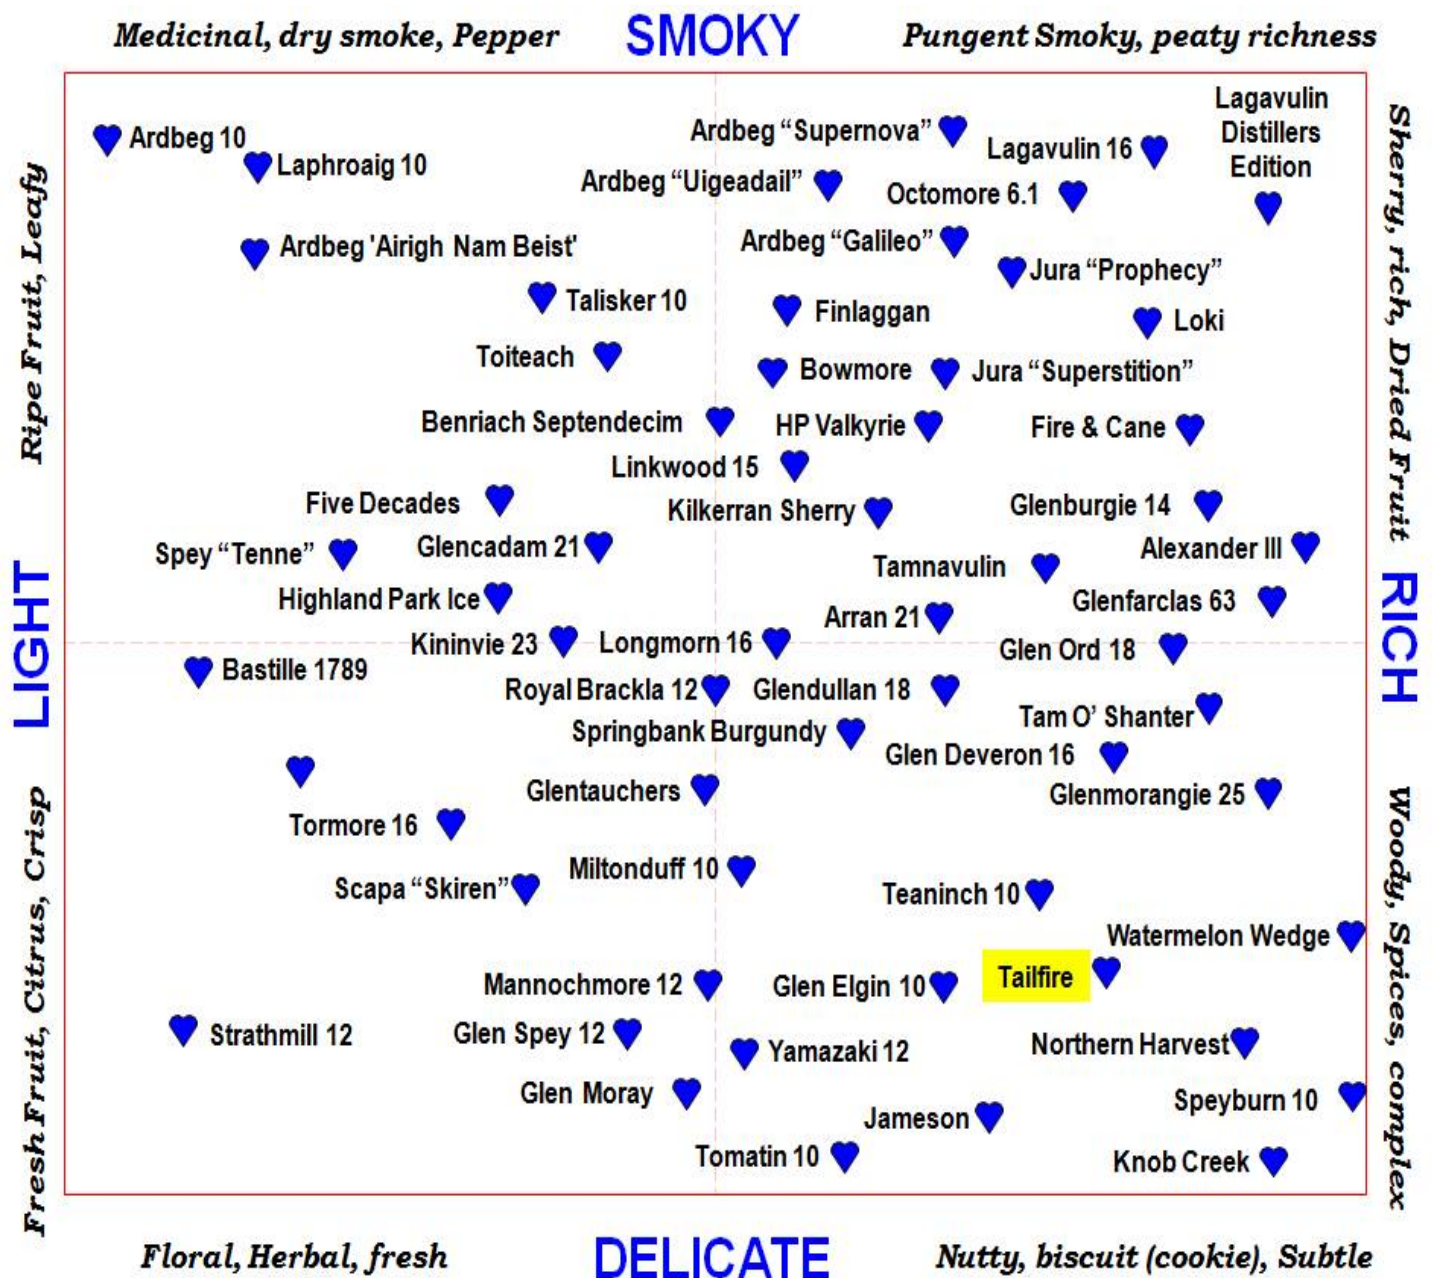 Medicinal, dry smoke, Pepper
SMOKY
Pungent Smoky, peaty richness
Ripe Fruit, Leafy
LIGHT
Fresh Fruit, Citrus, Crisp
Sherry, rich, Dried Fruit
RICH
Woody, Spices, complex
Lagavulin
Distillers
Edition
Ardbeg 10
Ardbeg “Supernova”
Lagavulin 16
Laphroaig 10
Ardbeg “Uigeadail”
Octomore 6.1
Ardbeg 'Airigh Nam Beist'
Ardbeg “Galileo”
Jura “Prophecy”
Talisker 10
Finlaggan
Loki
Toiteach
Bowmore
Jura “Superstition”
Benriach Septendecim
HP Valkyrie
Fire & Cane
Linkwood 15
Five Decades
Kilkerran Sherry
Glenburgie 14
Spey “Tenne”
Glencadam 21
Alexander III
Tamnavulin
Highland Park Ice
Glenfarclas 63
Arran 21
Kininvie 23
Longmorn 16
Glen Ord 18
Bastille 1789
Royal Brackla 12
Glendullan 18
Tam O’ Shanter
Springbank Burgundy
Glen Deveron 16
Glentauchers
Glenmorangie 25
Tormore 16
Miltonduff 10
Scapa “Skiren”
Teaninch 10
Watermelon Wedge
Tailfire
Mannochmore 12
Glen Elgin 10
Strathmill 12
Glen Spey 12
Yamazaki 12
Northern Harvest
Glen Moray
Speyburn 10
Jameson
Tomatin 10
Knob Creek
Floral, Herbal, fresh
DELICATE
Nutty, biscuit (cookie), Subtle